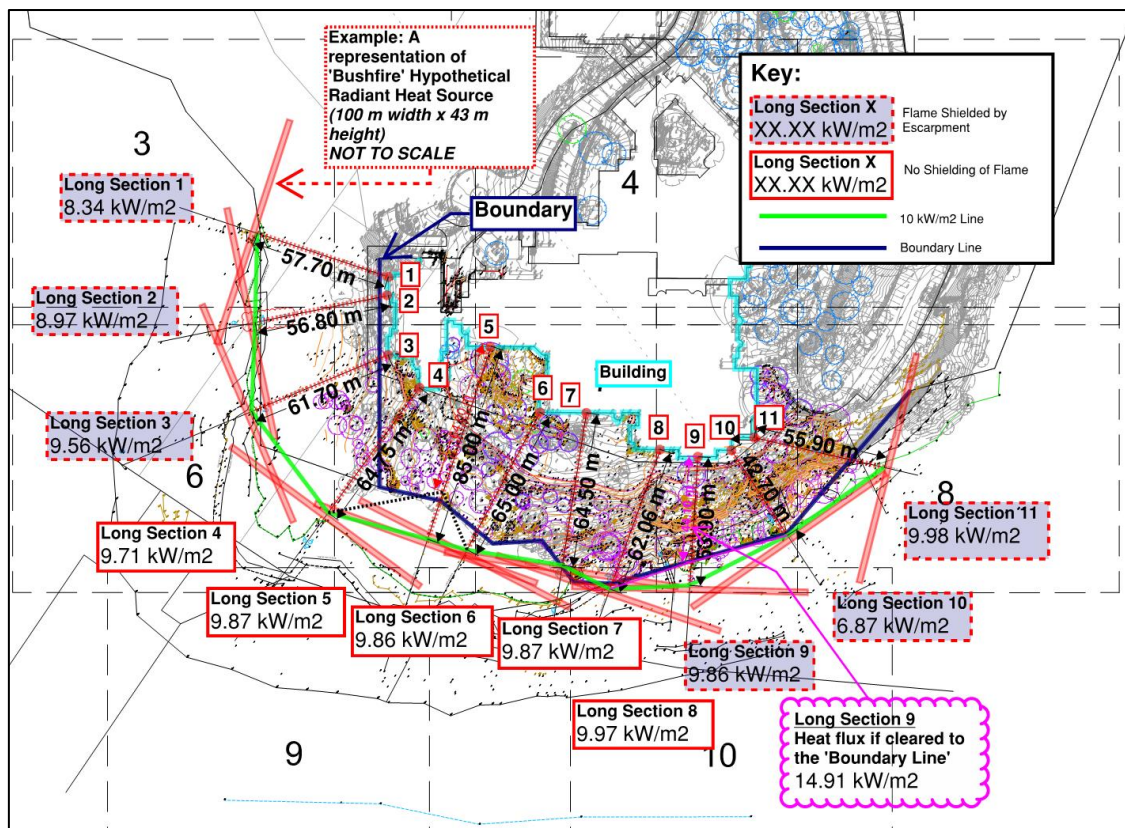 Example: A
representation of
'Bushfire' Hypothetical
Radiant Heat Source
(100 m width x 43 m
height)
NOT TO SCALE
Key:
Long Section X
XX.XX kW/m2
Flame Shielded by
Escarpment
Long Section X
XX.XX kW/m2
No Shielding of Flame
10 kW/m2 Line
Boundary Line
3
4
Long Section 1
8.34 kW/m2
Boundary
57.70 m
1
Long Section 2
8.97 kW/m2
56.80 m
2
3
5
4
Building
61.70 m
6
7
8
9
10
11
Long Section 3
9.56 kW/m2
6
64.75 m
85.00 m
65.80 m
64.50 m
62.06 m
42.70 m
55.90 m
8
Long Section 11
9.98 kW/m2
Long Section 4
9.71 kW/m2
Long Section 5
9.87 kW/m2
Long Section 6
9.86 kW/m2
Long Section 7
9.87 kW/m2
Long Section 10
6.87 kW/m2
Long Section 9
9.86 kW/m2
Long Section 8
9.97 kW/m2
Long Section 9
Heat flux if cleared to
the 'Boundary Line'
14.91 kW/m2
9
10